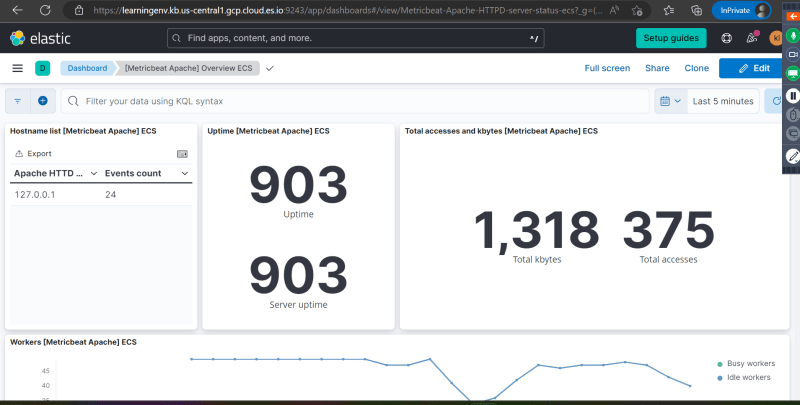 https://learningenv.kb.us-central1.gcp.cloud.es.io:9243/app/dashboards#/view/Metricbeat-Apache-HTTPD-server-status-ecs?_g=(...
InPrivate
elastic
Find apps, content, and more.
^/
Setup guides
kl
D
Dashboard
[Metricbeat Apache] Overview ECS
Full screen
Share
Clone
Edit
Filter your data using KQL syntax
Last 5 minutes
Hostname list [Metricbeat Apache] ECS
Export
Apache HTTD ...
Events count
127.0.0.1
24
Uptime [Metricbeat Apache] ECS
903
Uptime
903
Server uptime
Total accesses and kbytes [Metricbeat Apache] ECS
1,318
Total kbytes
375
Total accesses
Workers [Metricbeat Apache] ECS
45
40
35
Busy workers
Idle workers